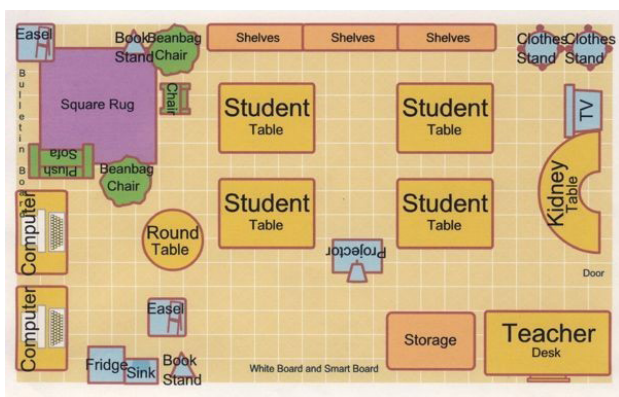 Easel
Book
Stand
Beanbag
Chair
Shelves
Shelves
Shelves
Clothes
Stand
Clothes
Stand
Bulletin
Square Rug
Chair
Student
Table
Student
Table
TV
Plush
Sofa
Beanbag
Chair
Computer
Round
Table
Student
Table
Student
Table
Kidney
Table
Projector
Door
Computer
Easel
Fridge
Sink
Book
Stand
White Board and Smart Board
Storage
Teacher
Desk